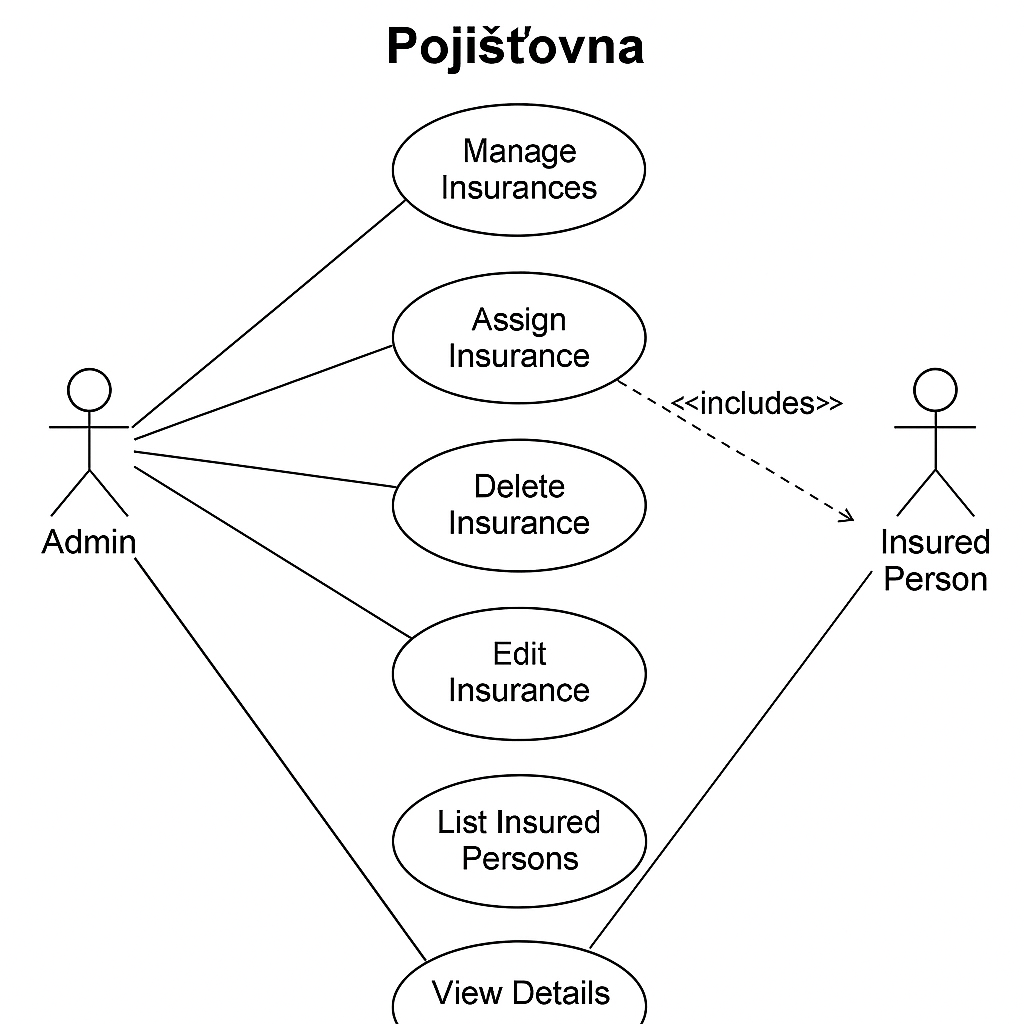 Pojišťovna
Manage
Insurances
Assign
Insurance
<<includes>>
Delete
Insurance
Admin
Insured
Person
Edit
Insurance
List Insured
Persons
View Details